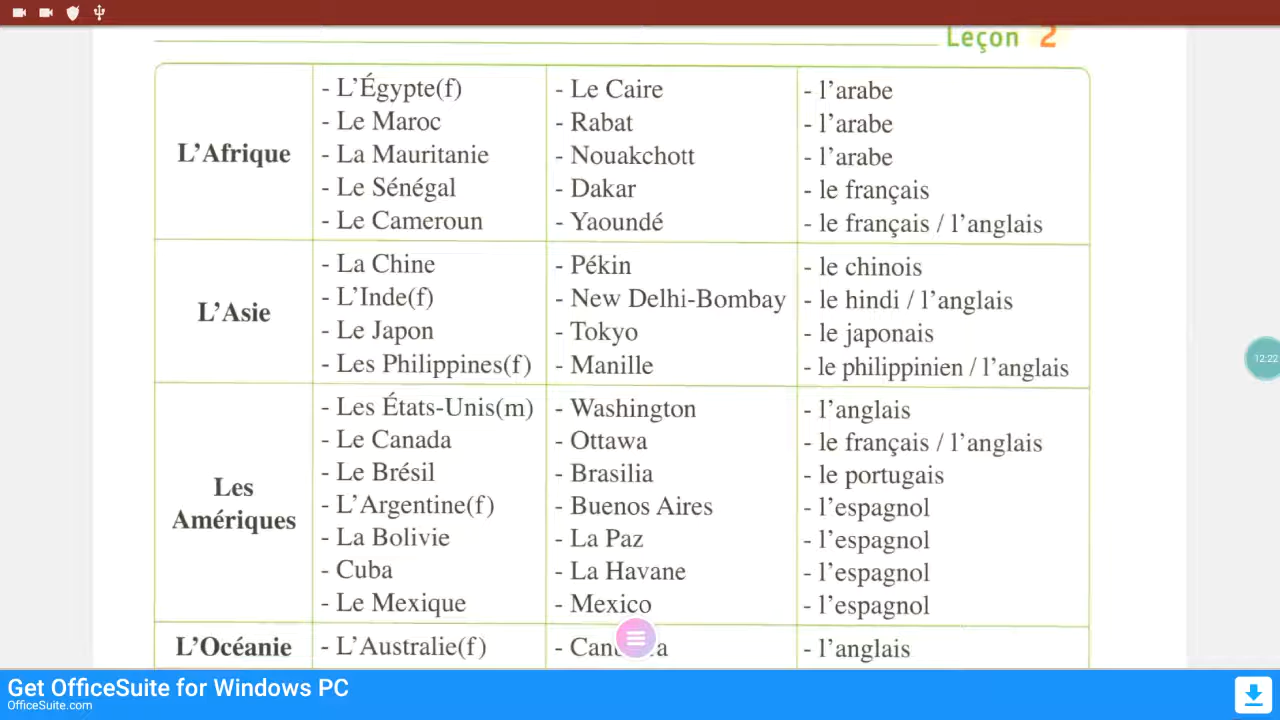 Leçon 2
L'Afrique
- L'Égypte(f) - Le Caire - l'arabe
- Le Maroc - Rabat - l'arabe
- La Mauritanie - Nouakchott - l'arabe
- Le Sénégal - Dakar - le français
- Le Cameroun - Yaoundé - le français / l'anglais
L'Asie
- La Chine - Pékin - le chinois
- L'Inde(f) - New Delhi-Bombay - le hindi / l'anglais
- Le Japon - Tokyo - le japonais
- Les Philippines(f) - Manille - le philippinien / l'anglais
Les
Amériques
- Les États-Unis(m) - Washington - l'anglais
- Le Canada - Ottawa - le français / l'anglais
- Le Brésil - Brasilia - le portugais
- L'Argentine(f) - Buenos Aires - l'espagnol
- La Bolivie - La Paz - l'espagnol
- Cuba - La Havane - l'espagnol
- Le Mexique - Mexico - l'espagnol
L'Océanie - L'Australie(f) - l'anglais
12:22
Get OfficeSuite for Windows PC
OfficeSuite.com